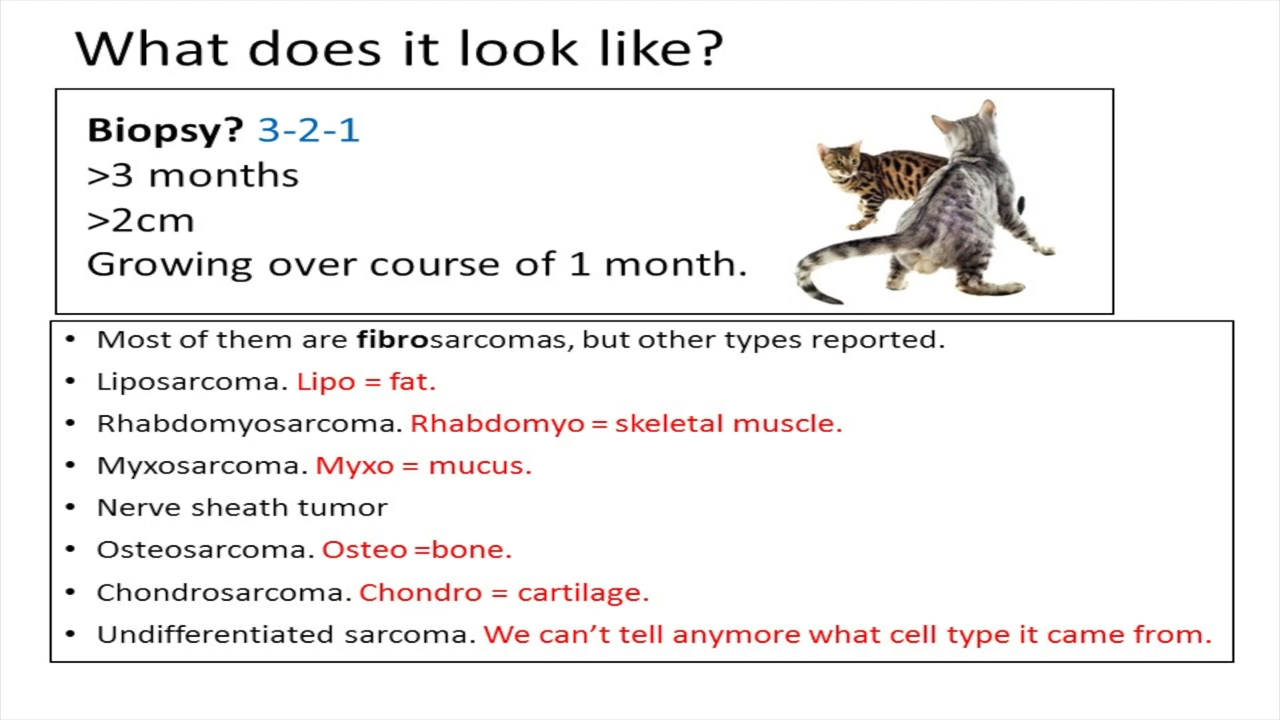 What does it look like?
Biopsy? 3-2-1
>3 months
>2cm
Growing over course of 1 month.
• Most of them are fibrosarcomas, but other types reported.
• Liposarcoma. Lipo = fat.
• Rhabdomyosarcoma. Rhabdomyo = skeletal muscle.
• Myxosarcoma. Myxo = mucus.
• Nerve sheath tumor
• Osteosarcoma. Osteo =bone.
• Chondrosarcoma. Chondro = cartilage.
• Undifferentiated sarcoma. We can’t tell anymore what cell type it came from.